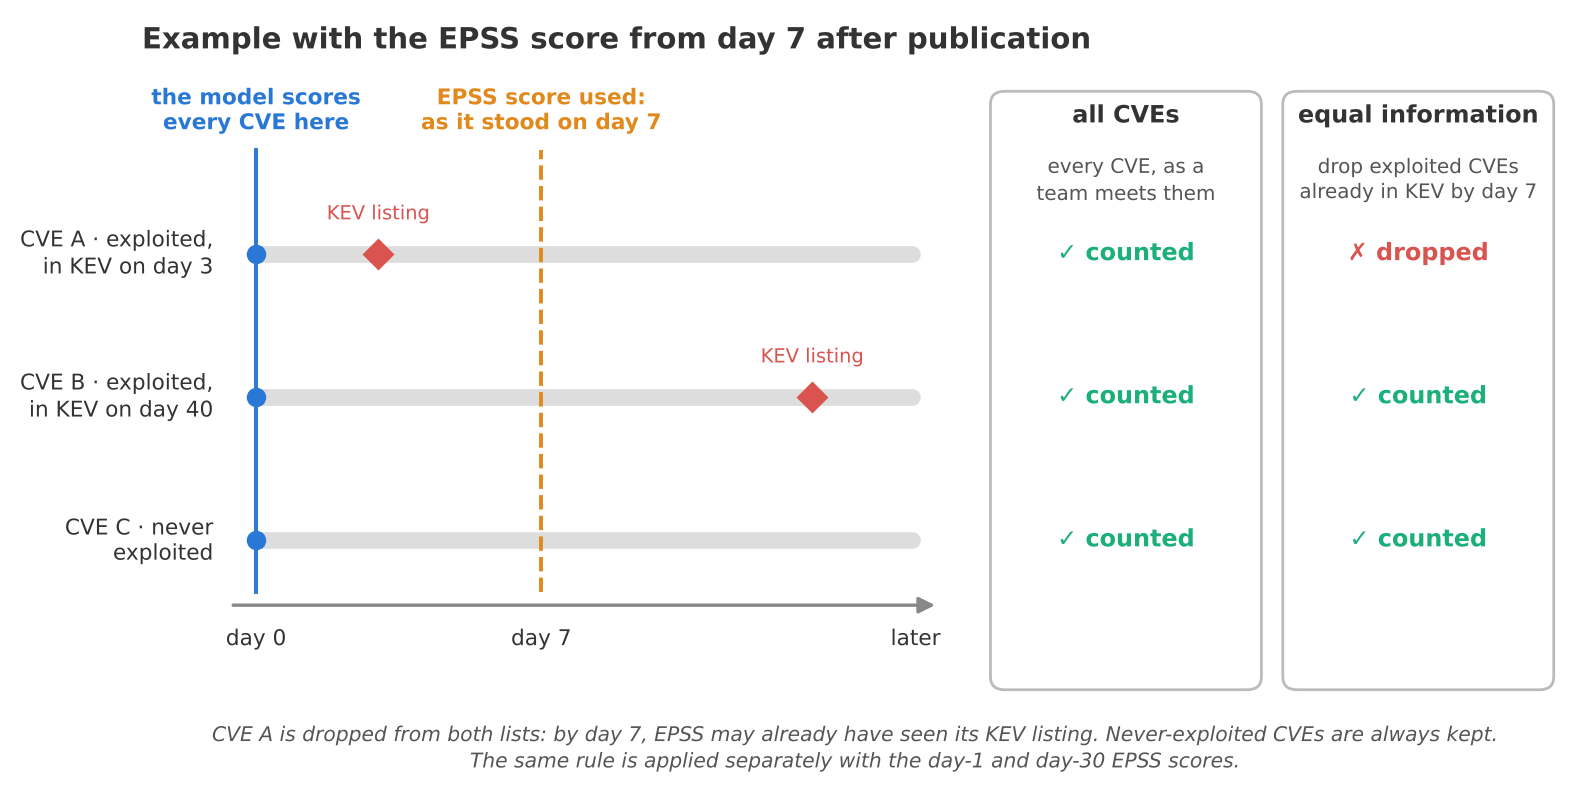 Example with the EPSS score from day 7 after publication
the model scores
every CVE here
EPSS score used:
as it stood on day 7
all CVEs
every CVE, as a
team meets them
equal information
drop exploited CVEs
already in KEV by day 7
CVE A · exploited,
in KEV on day 3
KEV listing
✓ counted
✗ dropped
CVE B · exploited,
in KEV on day 40
KEV listing
✓ counted
✓ counted
CVE C · never
exploited
✓ counted
✓ counted
day 0
day 7
later
CVE A is dropped from both lists: by day 7, EPSS may already have seen its KEV listing. Never-exploited CVEs are always kept.
The same rule is applied separately with the day-1 and day-30 EPSS scores.